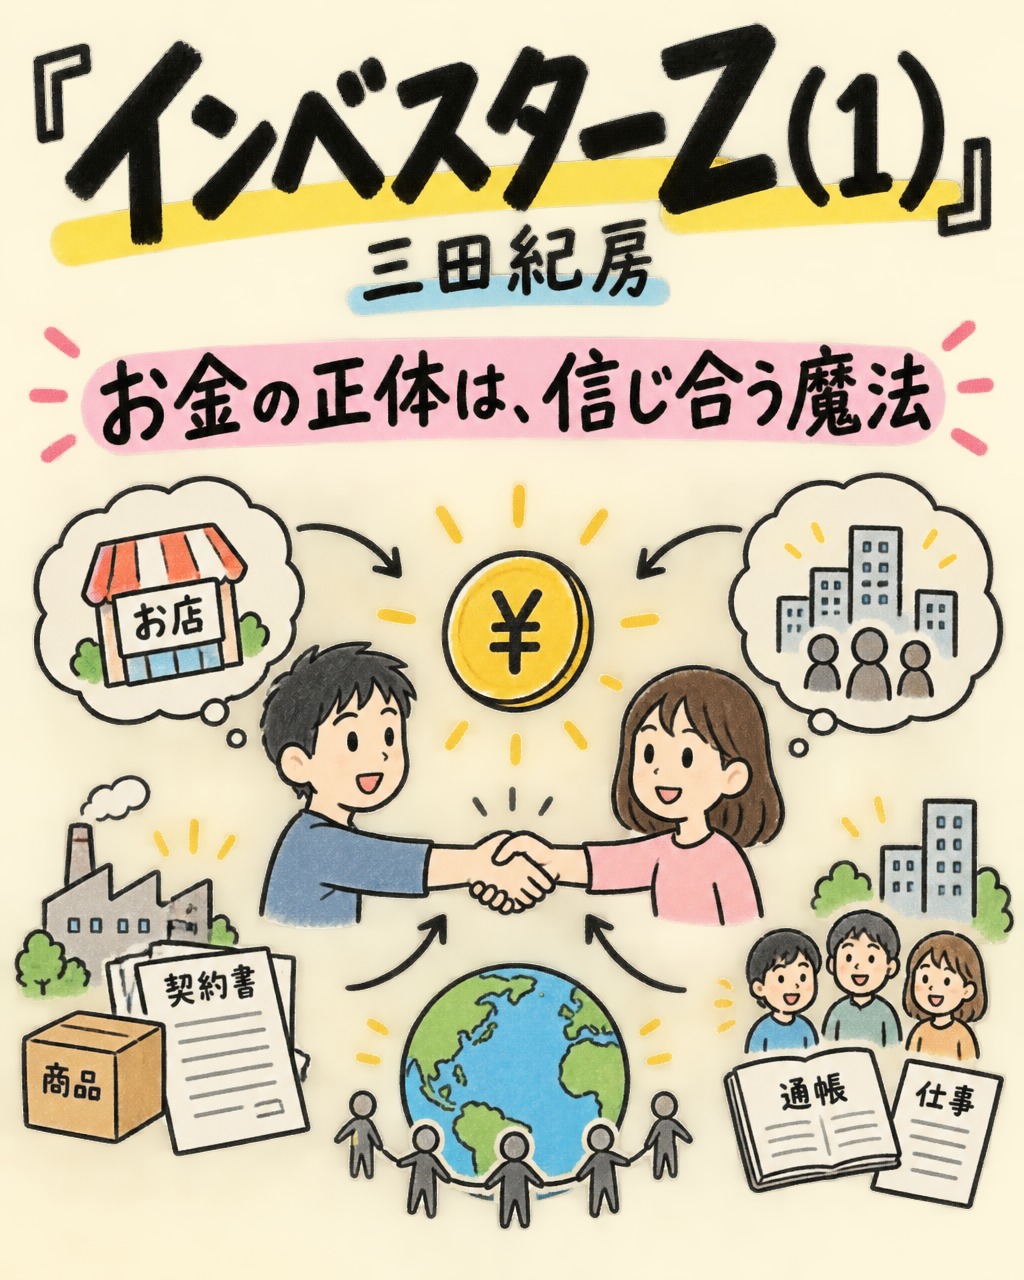 『インベスターZ(1)』
三田紀房
お金の正体は、信じ合う魔法
お店
¥
契約書
商品
通帳
仕事